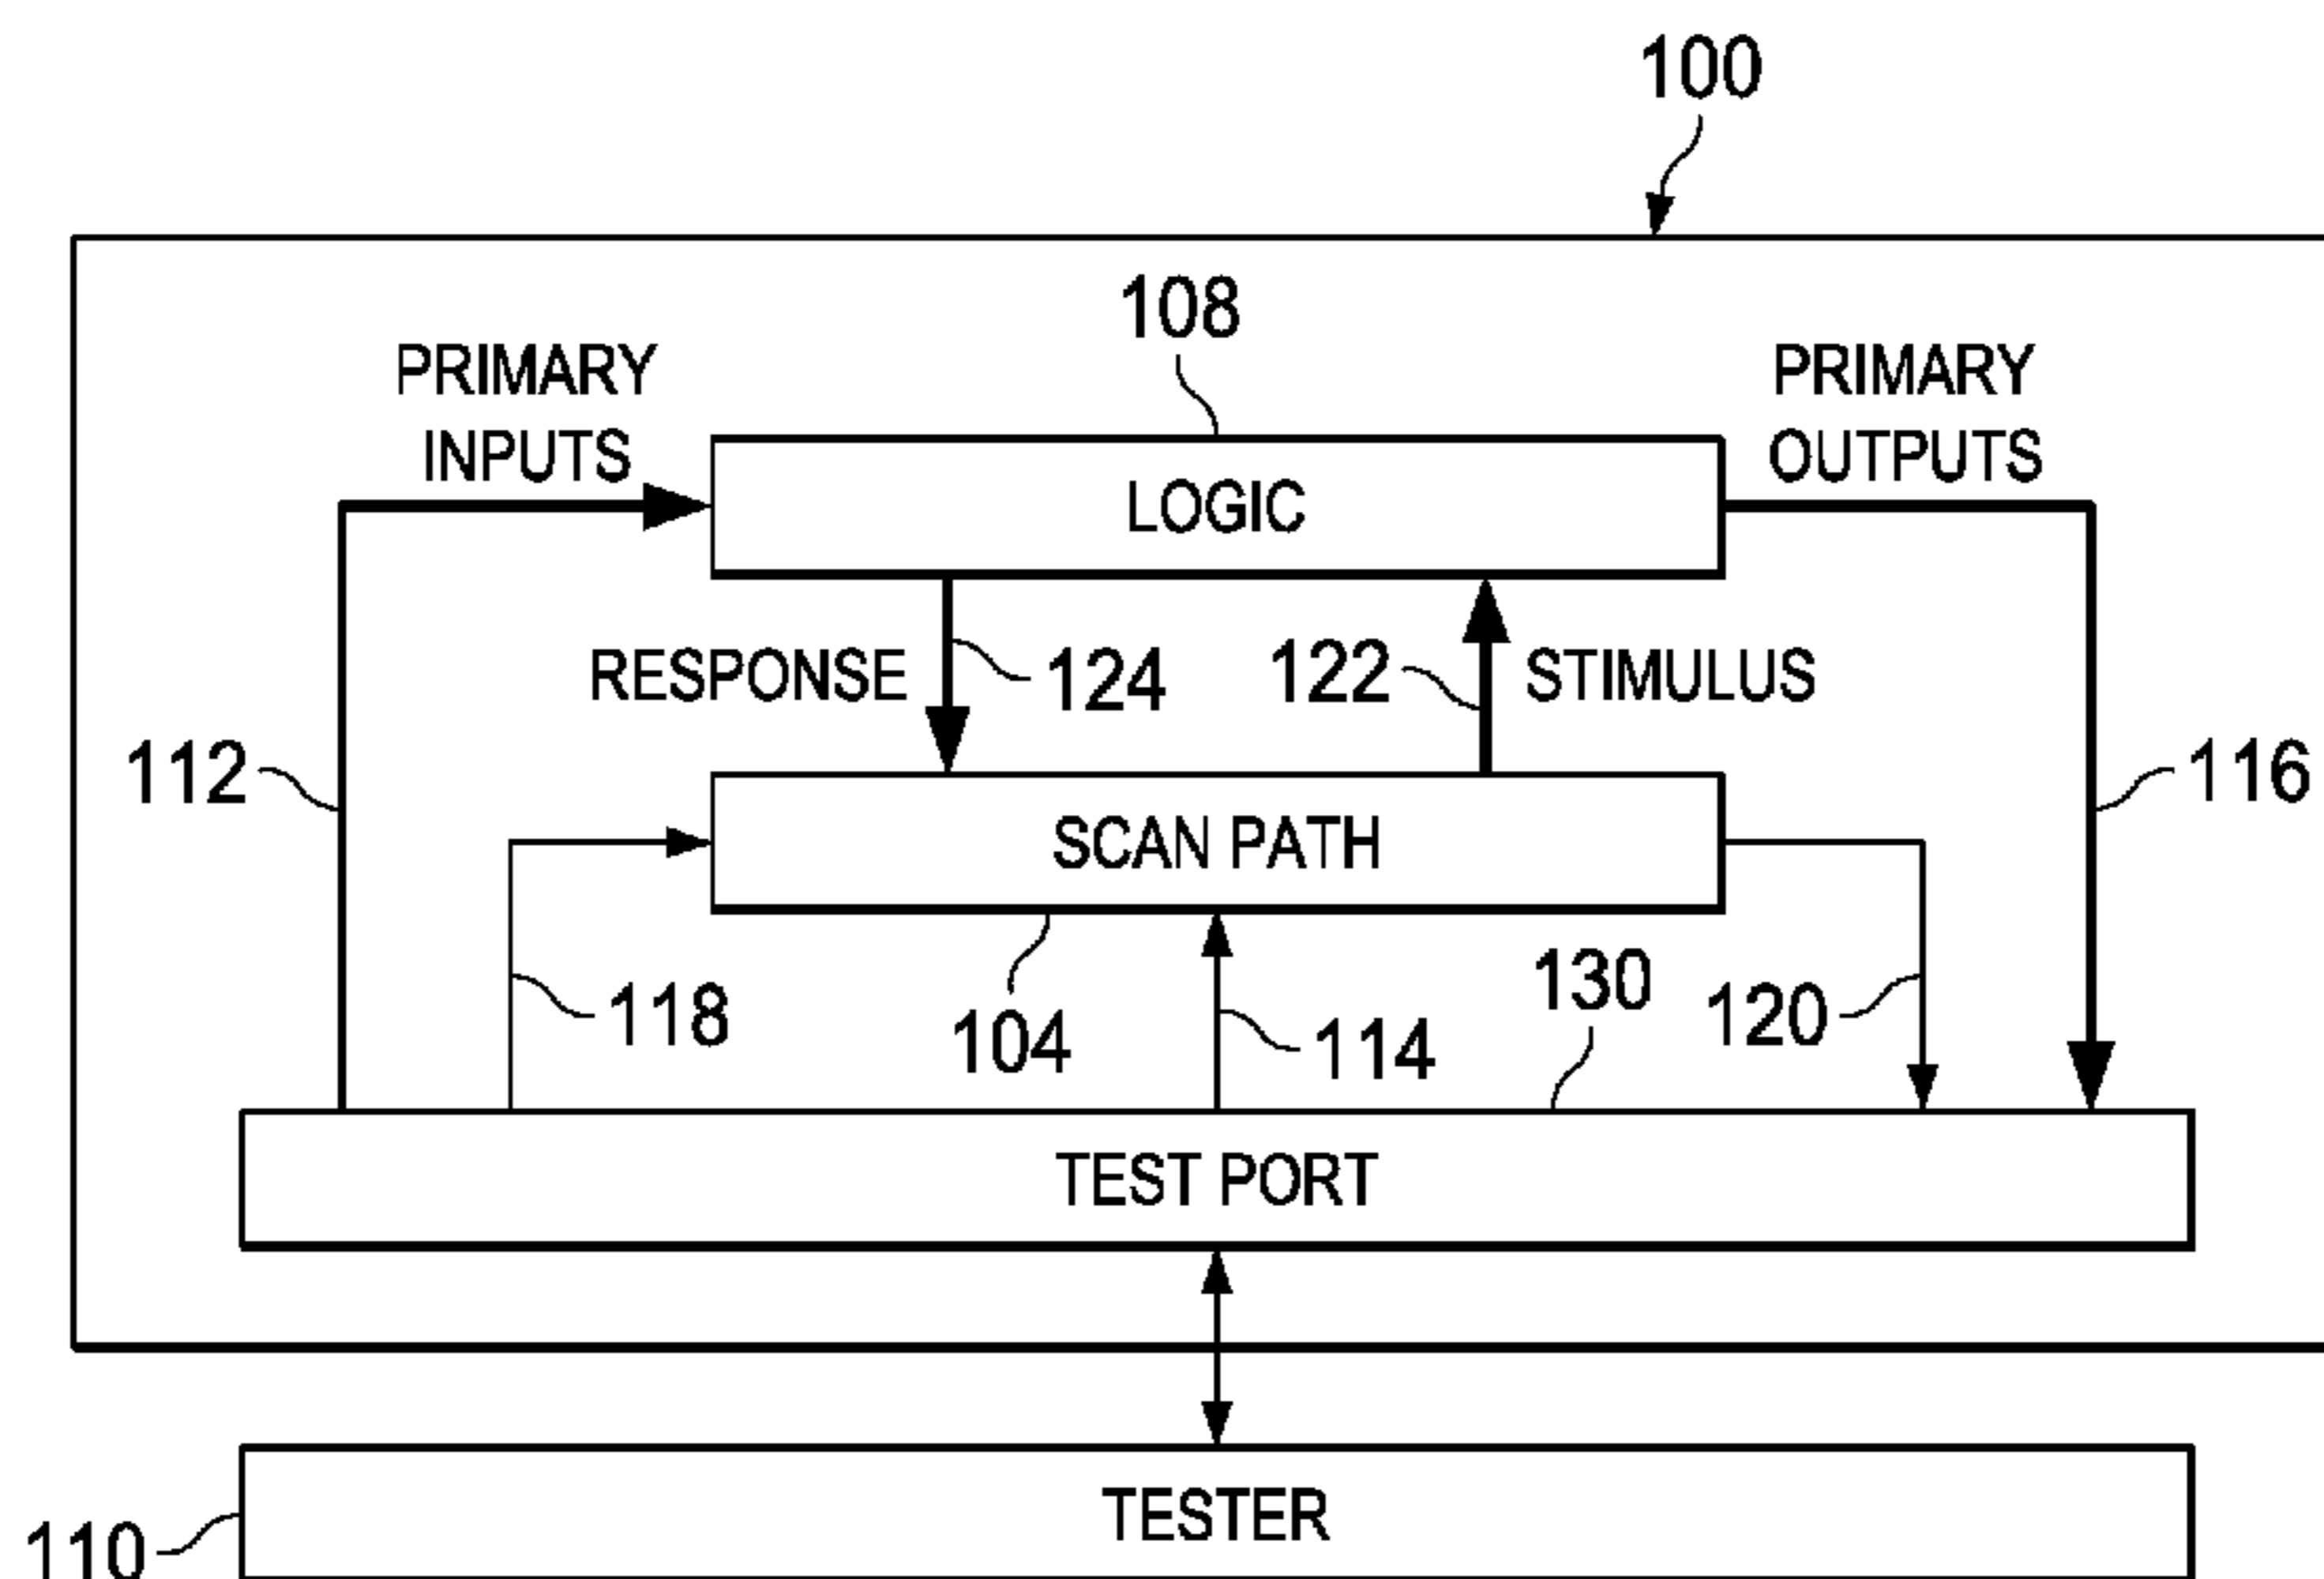 100
108
PRIMARY
INPUTS
PRIMARY
OUTPUTS
LOGIC
RESPONSE
124
122
STIMULUS
112
116
SCAN PATH
118
104
114
130
120
TEST PORT
TESTER
110